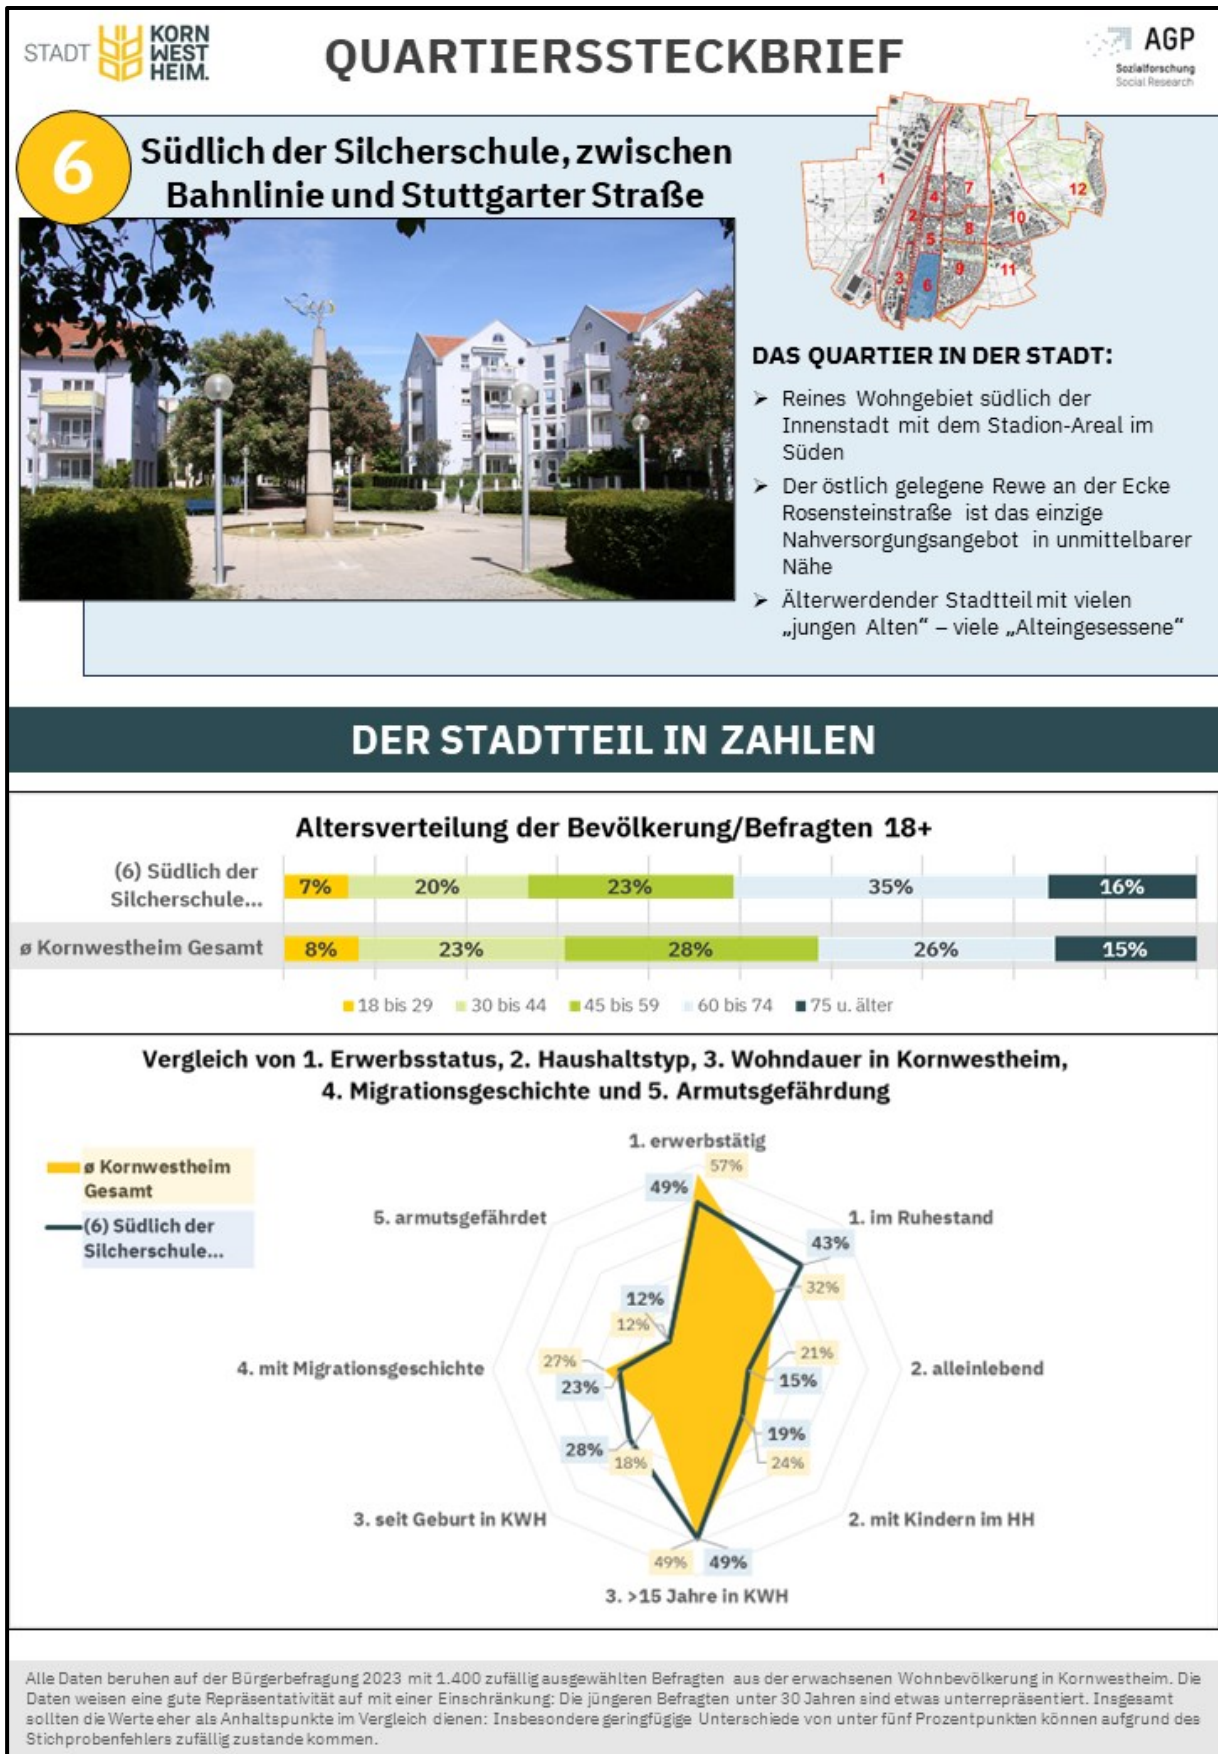 STADT KORN
WEST
HEIM.
QUARTIERSSTECKBRIEF
AGP
Sozialforschung
Social Research
6
Südlich der Silcherschule, zwischen
Bahnlinie und Stuttgarter Straße
1
2
3
4
5
6
7
8
9
10
11
12
DAS QUARTIER IN DER STADT:
➢ Reines Wohngebiet südlich der
Innenstadt mit dem Stadion-Areal im
Süden
➢ Der östlich gelegene Rewe an der Ecke
Rosensteinstraße ist das einzige
Nahversorgungsangebot in unmittelbarer
Nähe
➢ Älterwerdender Stadtteil mit vielen
„jungen Alten“ – viele „Alteingesessene“
DER STADTTEIL IN ZAHLEN
Altersverteilung der Bevölkerung/Befragten 18+
(6) Südlich der
Silcherschule...
7% 20% 23% 35% 16%
ø Kornwestheim Gesamt 8% 23% 28% 26% 15%
18 bis 29 30 bis 44 45 bis 59 60 bis 74 75 u. älter
Vergleich von 1. Erwerbsstatus, 2. Haushaltstyp, 3. Wohndauer in Kornwestheim,
4. Migrationsgeschichte und 5. Armutsgefährdung
ø Kornwestheim
Gesamt
(6) Südlich der
Silcherschule...
1. erwerbstätig
57%
49%
1. im Ruhestand
43%
32%
2. alleinlebend
21%
15%
2. mit Kindern im HH
19%
24%
3. >15 Jahre in KWH
49% 49%
3. seit Geburt in KWH
28%
18%
4. mit Migrationsgeschichte
27%
23%
5. armutsgefährdet
12%
12%
Alle Daten beruhen auf der Bürgerbefragung 2023 mit 1.400 zufällig ausgewählten Befragten aus der erwachsenen Wohnbevölkerung in Kornwestheim. Die
Daten weisen eine gute Repräsentativität auf mit einer Einschränkung: Die jüngeren Befragten unter 30 Jahren sind etwas unterrepräsentiert. Insgesamt
sollten die Werte eher als Anhaltspunkte im Vergleich dienen: Insbesondere geringfügige Unterschiede von unter fünf Prozentpunkten können aufgrund des
Stichprobenfehlers zufällig zustande kommen.